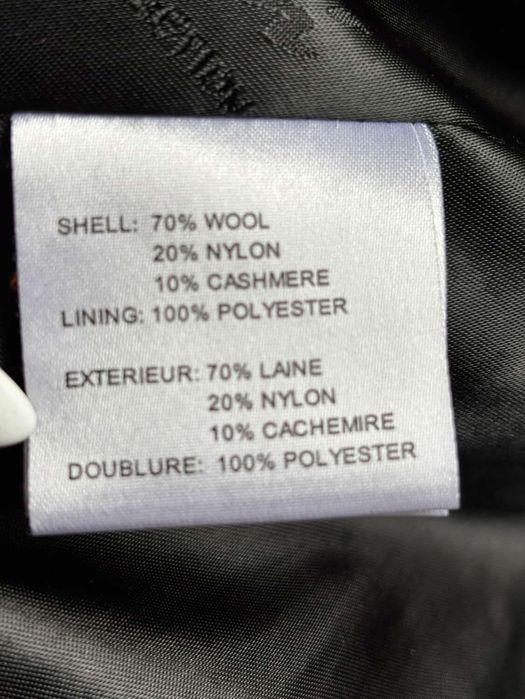 SHELL: 70% WOOL
20% NYLON
10% CASHMERE
LINING: 100% POLYESTER
EXTERIEUR: 70% LAINE
20% NYLON
10% CACHEMIRE
DOUBLURE: 100% POLYESTER